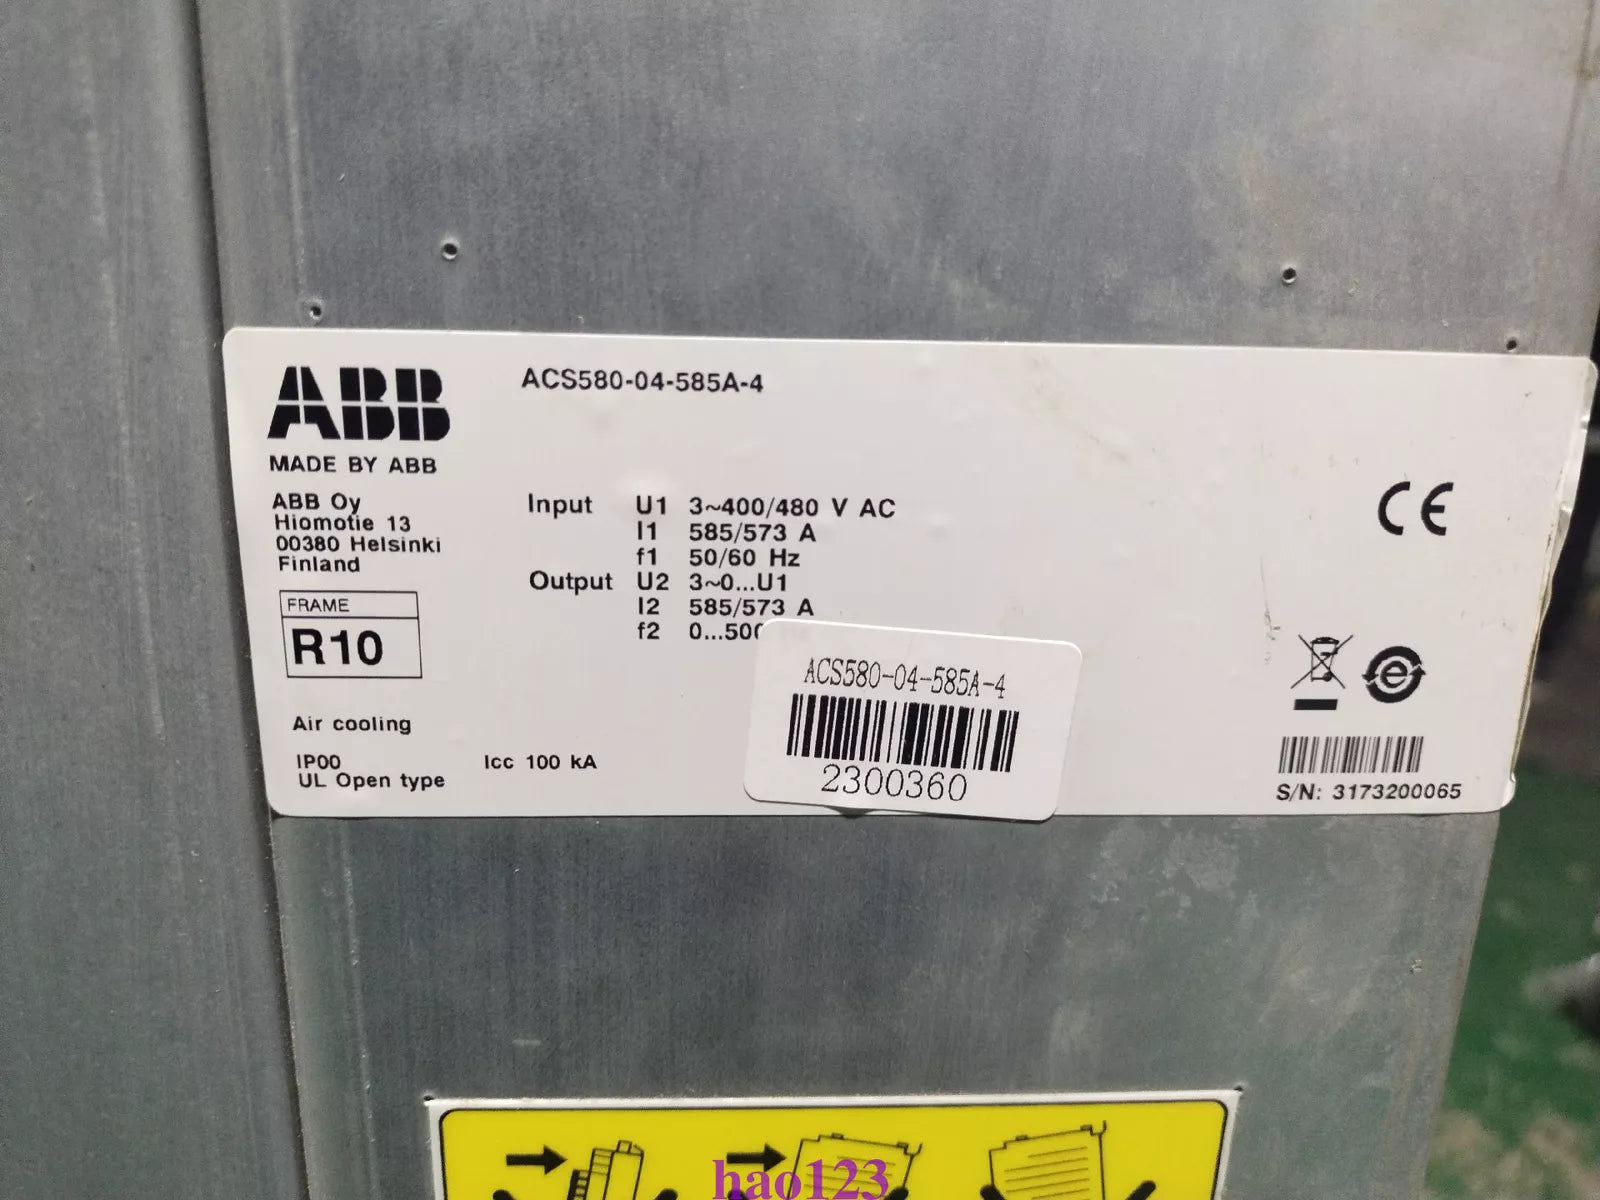 ABB
MADE BY ABB
ABB Oy
Hiomotie 13
00380 Helsinki
Finland
FRAME
R10
Air cooling
IP00
UL Open type
Icc 100 kA
ACS580-04-585A-4
Input U1 3~400/480 V AC
I1 585/573 A
f1 50/60 Hz
Output U2 3~0...U1
I2 585/573 A
f2 0...500 Hz
ACS580-04-585A-4
2300360
CE
e
S/N: 3173200065
hao123